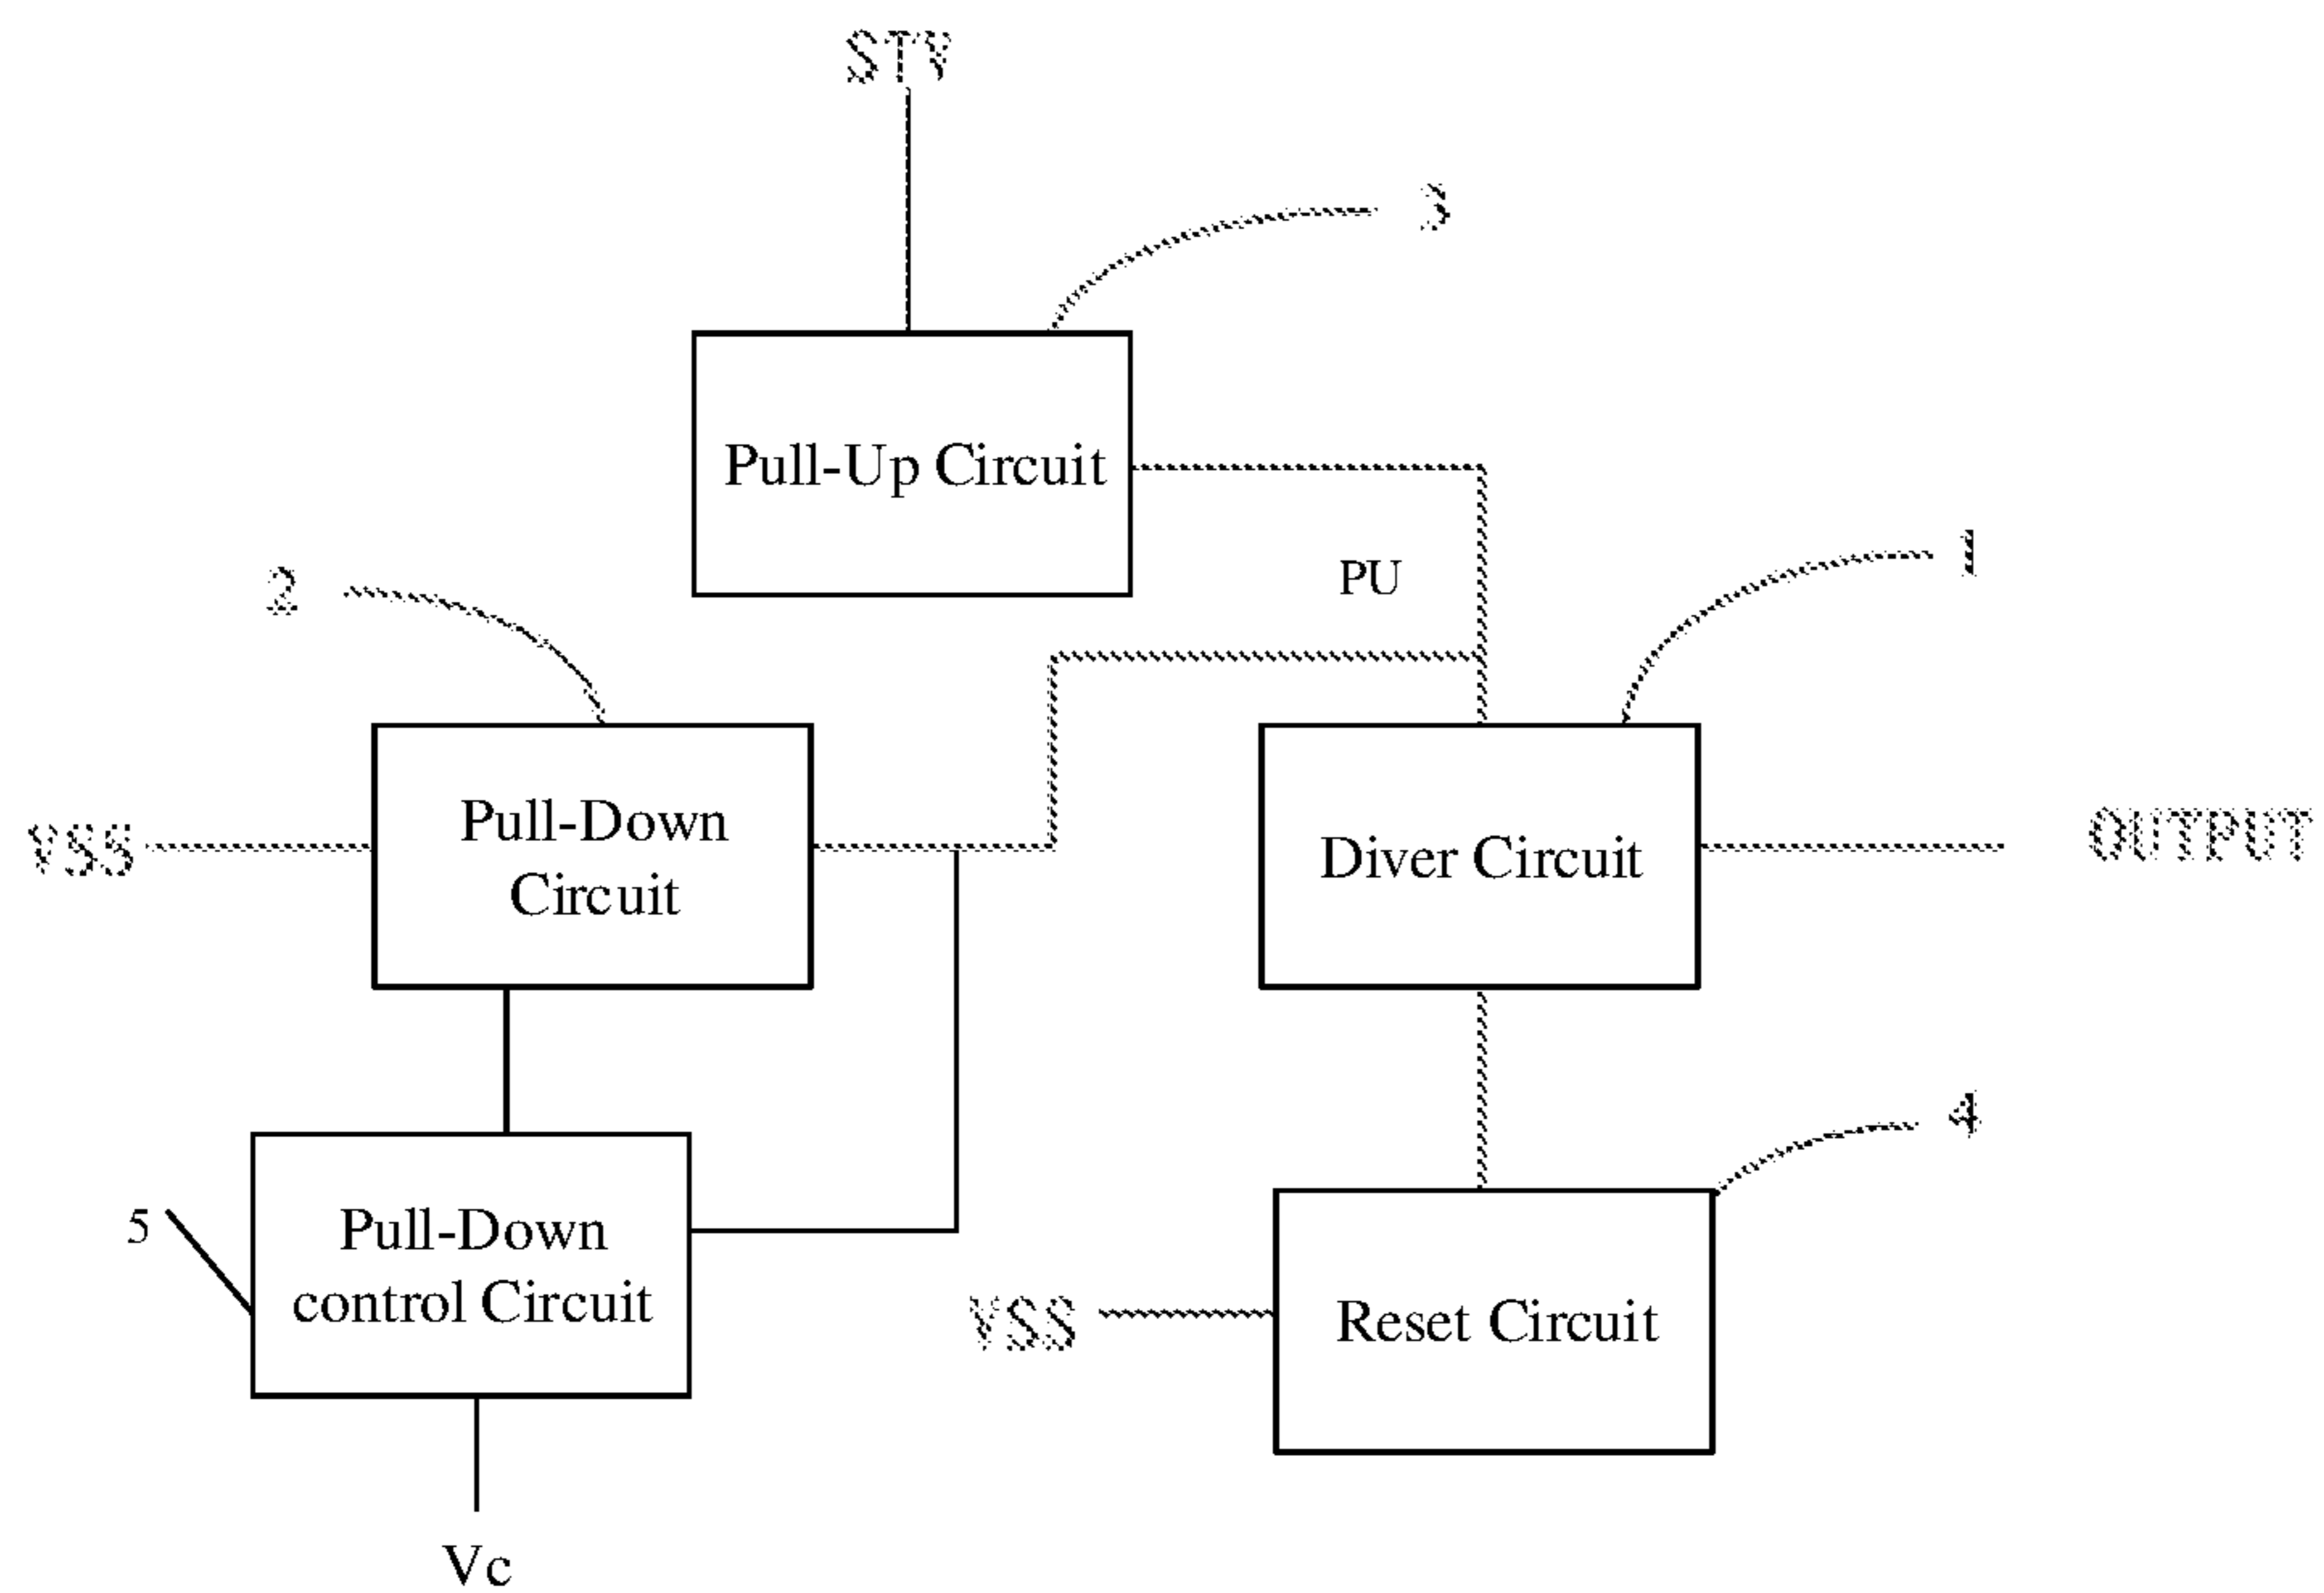 STV
3
Pull-Up Circuit
PU
1
2
Pull-Down
Circuit
VSS
Diver Circuit
OUTPUT
4
5
Pull-Down
control Circuit
VSS
Reset Circuit
Vc